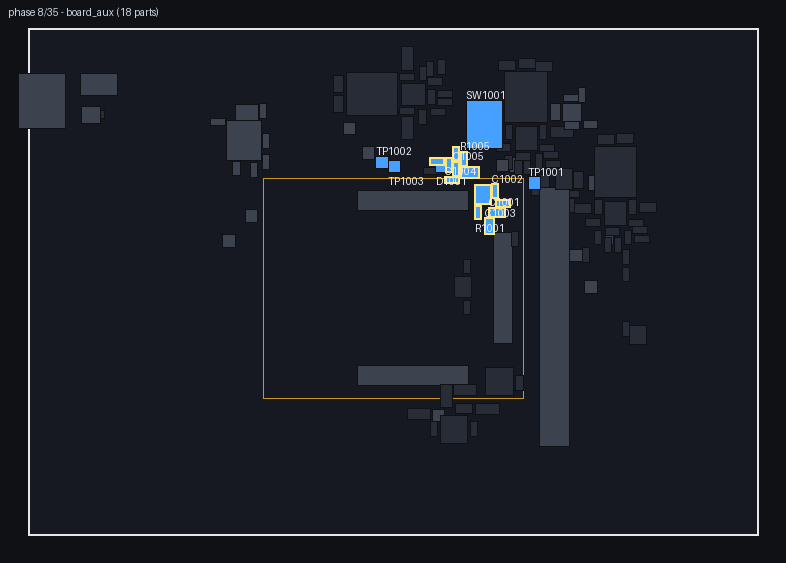 phase 8/35 - board_aux (18 parts)
SW1001
R1005
TP1002
TP1003
TP1001
C1002
R1001